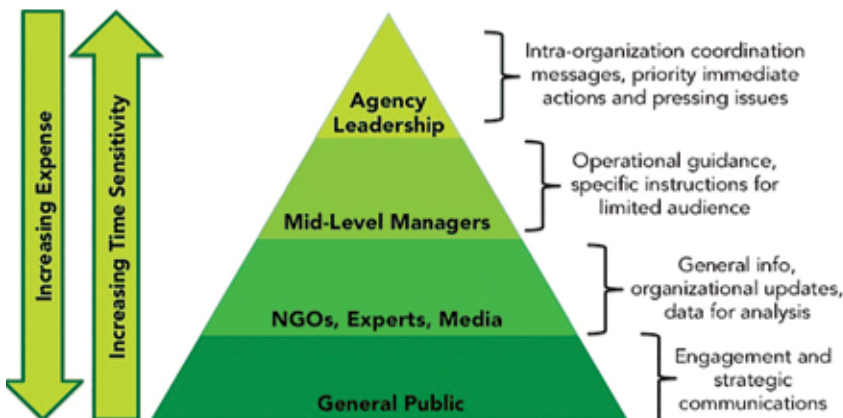 Increasing Expense
Increasing Time Sensitivity
Agency
Leadership
Intra-organization coordination
messages, priority immediate
actions and pressing issues
Mid-Level Managers
Operational guidance,
specific instructions for
limited audience
NGOs, Experts, Media
General info,
organizational updates,
data for analysis
General Public
Engagement and
strategic
communications